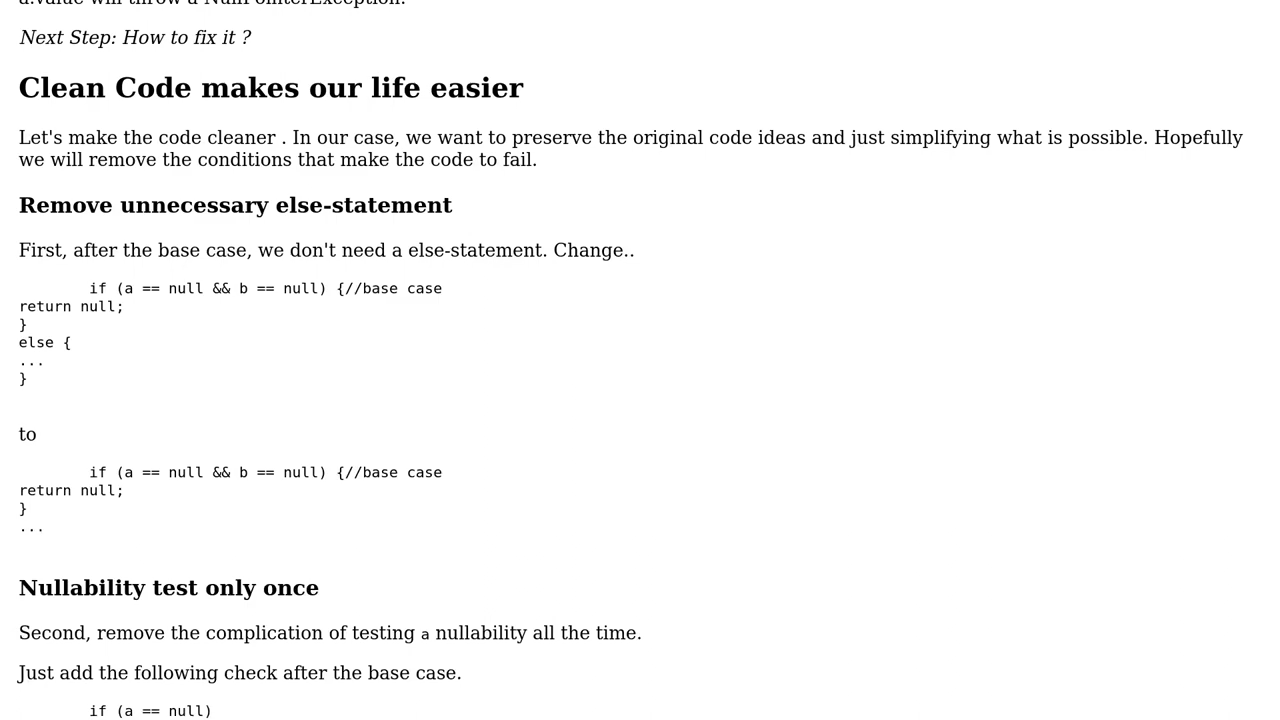 a.value will throw a NullPointerException.
Next Step: How to fix it ?
Clean Code makes our life easier
Let's make the code cleaner . In our case, we want to preserve the original code ideas and just simplifying what is possible. Hopefully
we will remove the conditions that make the code to fail.
Remove unnecessary else-statement
First, after the base case, we don't need a else-statement. Change..
if (a == null && b == null) {//base case
return null;
}
else {
...
}
to
if (a == null && b == null) {//base case
return null;
}
...
Nullability test only once
Second, remove the complication of testing a nullability all the time.
Just add the following check after the base case.
if (a == null)